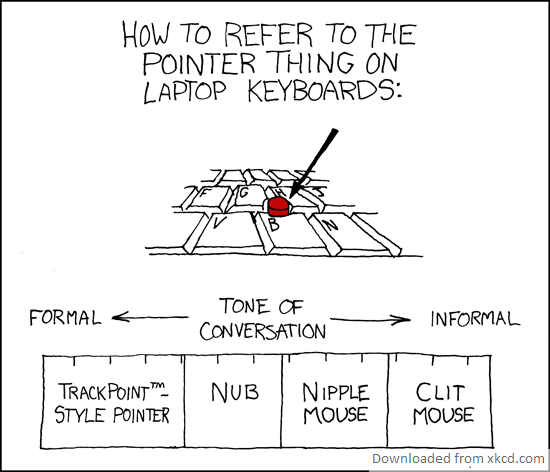 HOW TO REFER TO THE
POINTER THING ON
LAPTOP KEYBOARDS:
F G H J
V B N
FORMAL TONE OF CONVERSATION INFORMAL
TRACKPOINT™-
STYLE POINTER
NUB
NIPPLE
MOUSE
CLIT
MOUSE
Downloaded from xkcd.com